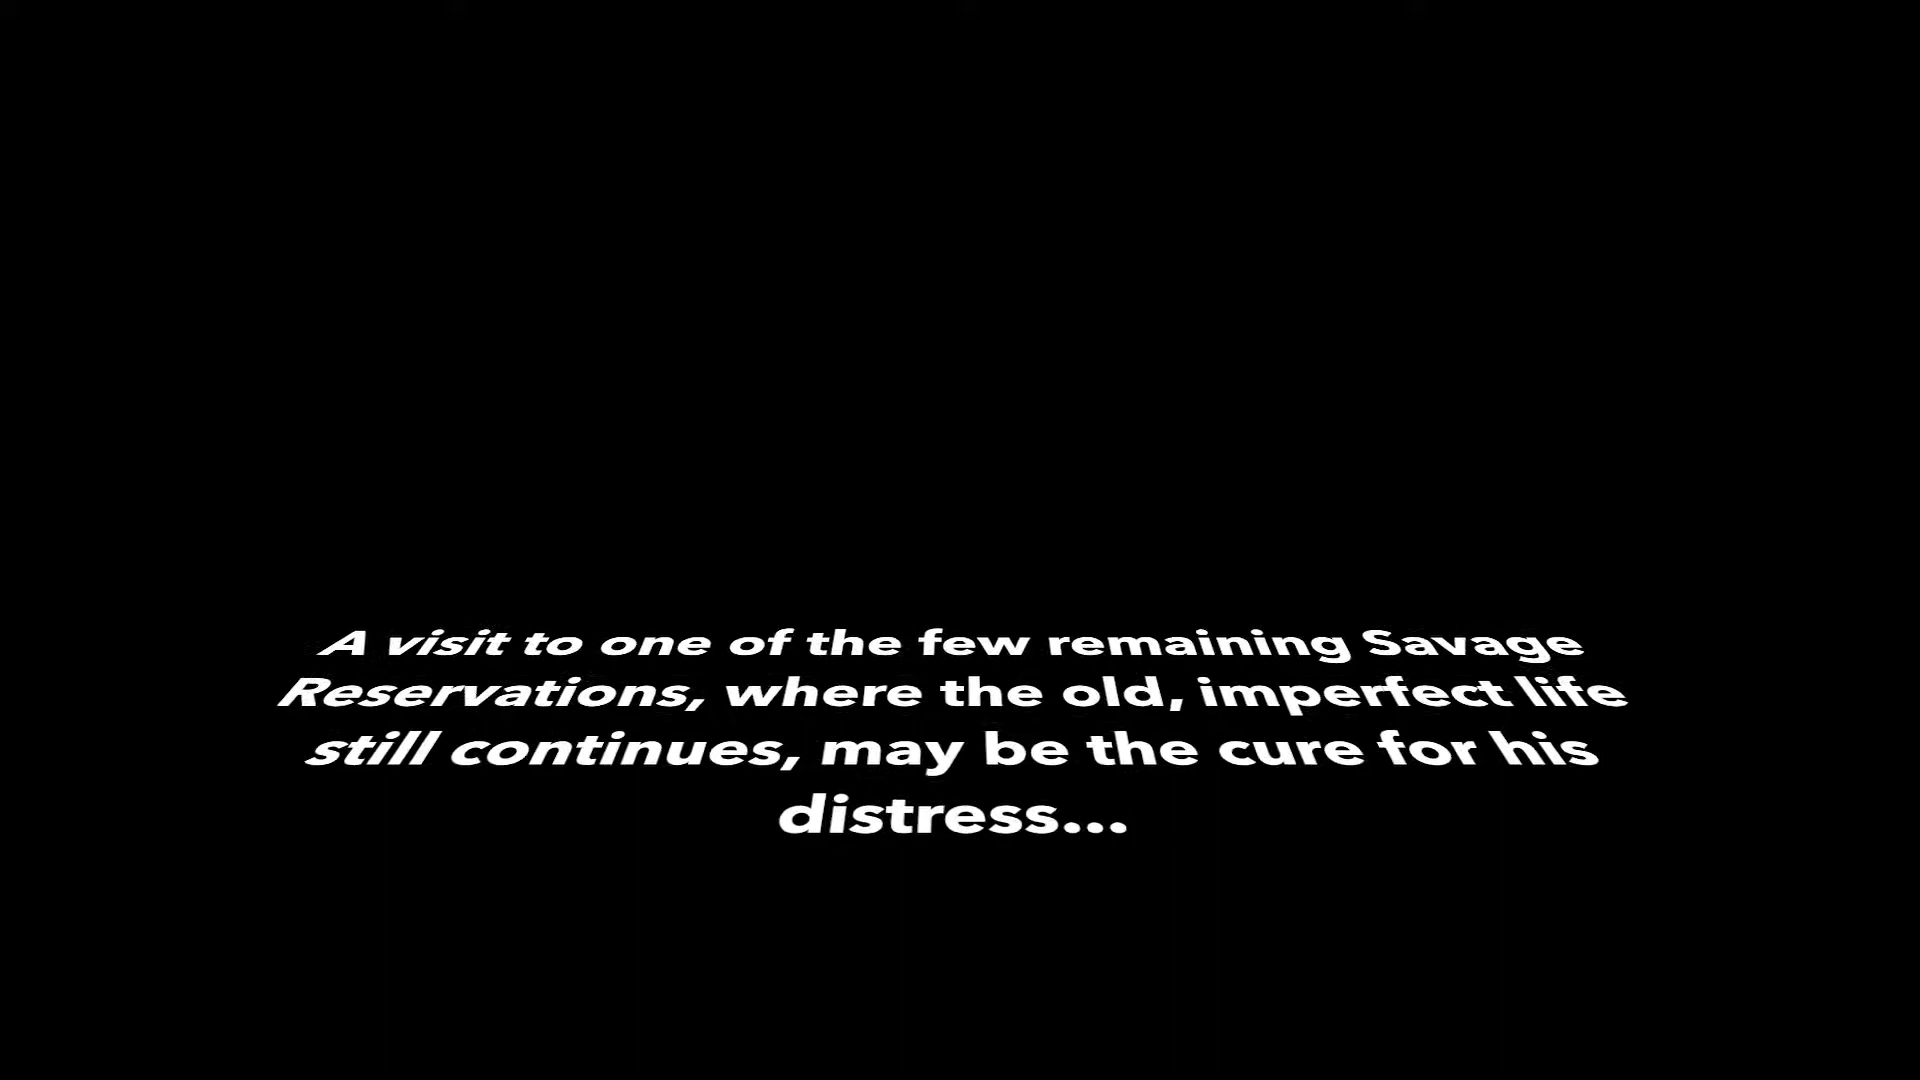 A visit to one of the few remaining Savage
Reservations, where the old, imperfect life
still continues, may be the cure for his
distress...